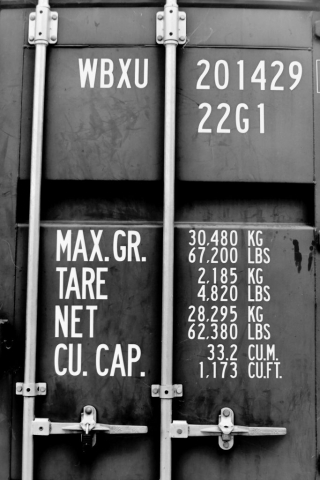 WBXU 201429
22G1
MAX. GR. 30,480 KG
67,200 LBS
TARE 2,185 KG
4,820 LBS
NET 28,295 KG
62,380 LBS
CU. CAP. 33.2 CU.M.
1,173 CU.FT.